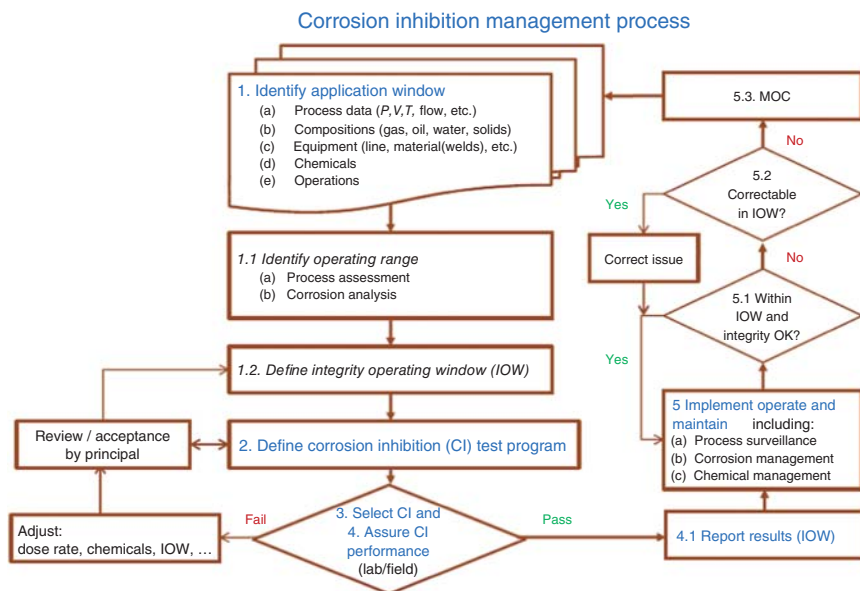 Corrosion inhibition management process
1. Identify application window
(a) Process data (P,V,T, flow, etc.)
(b) Compositions (gas, oil, water, solids)
(c) Equipment (line, material(welds), etc.)
(d) Chemicals
(e) Operations
1.1 Identify operating range
(a) Process assessment
(b) Corrosion analysis
1.2. Define integrity operating window (IOW)
Review / acceptance
by principal
2. Define corrosion inhibition (CI) test program
3. Select CI and
4. Assure CI
performance
(lab/field)
Fail
Adjust:
dose rate, chemicals, IOW, ...
Pass
4.1 Report results (IOW)
5 Implement operate and
maintain including:
(a) Process surveillance
(b) Corrosion management
(c) Chemical management
5.1 Within
IOW and
integrity OK?
Yes
No
Correct issue
5.2
Correctable
in IOW?
Yes
No
5.3. MOC